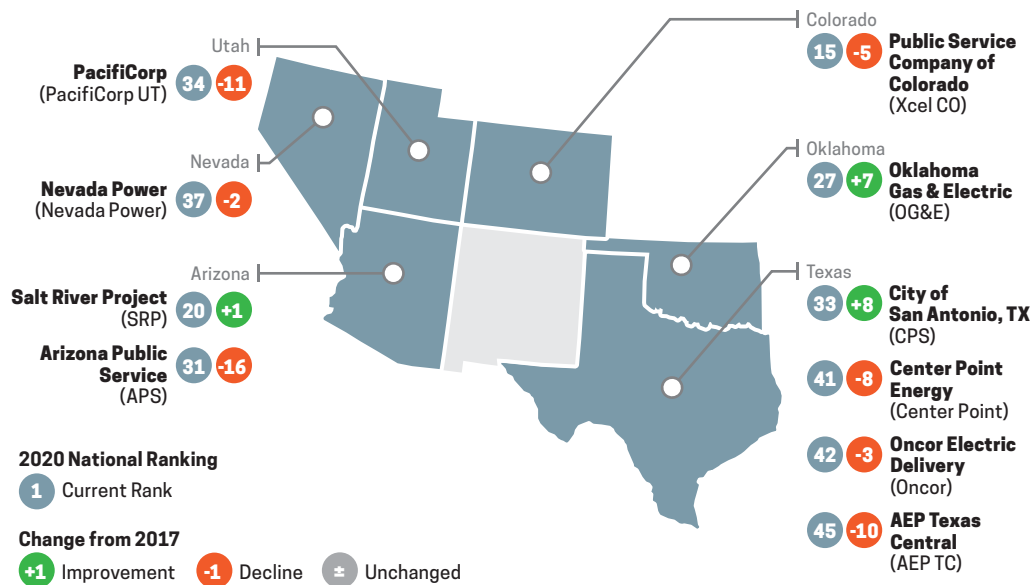 Utah
PacifiCorp
(PacifiCorp UT)
34
-11
Nevada
Nevada Power
(Nevada Power)
37
-2
Arizona
Salt River Project
(SRP)
20
+1
Arizona Public
Service
(APS)
31
-16
Colorado
15
-5
Public Service
Company of
Colorado
(Xcel CO)
Oklahoma
27
+7
Oklahoma
Gas & Electric
(OG&E)
Texas
33
+8
City of
San Antonio, TX
(CPS)
41
-8
Center Point
Energy
(Center Point)
42
-3
Oncor Electric
Delivery
(Oncor)
45
-10
AEP Texas
Central
(AEP TC)
2020 National Ranking
1 Current Rank
Change from 2017
+1 Improvement -1 Decline ± Unchanged